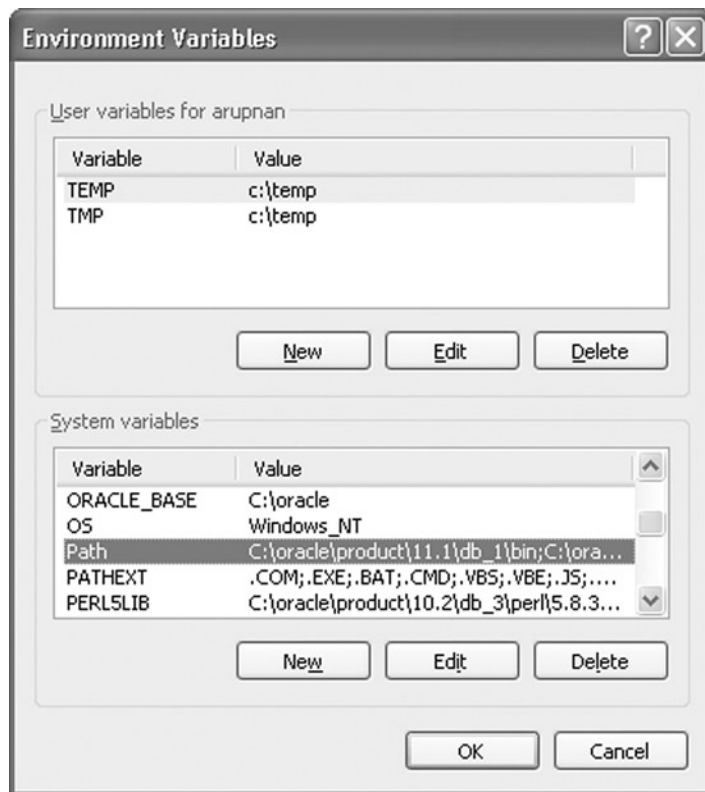 Environment Variables
User variables for arupnan
Variable Value
TEMP c:\temp
TMP c:\temp
New Edit Delete
System variables
Variable Value
ORACLE_BASE C:\oracle
OS Windows_NT
Path C:\oracle\product\11.1\db_1\bin;C:\ora...
PATHEXT .COM;.EXE;.BAT;.CMD;.VBS;.VBE;.JS;....
PERL5LIB C:\oracle\product\10.2\db_3\perl\5.8.3...
New Edit Delete
OK Cancel